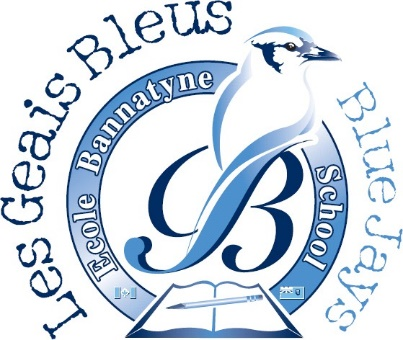 Les Geais Bleus
Ecole Bannatyne School
B
Blue Jays